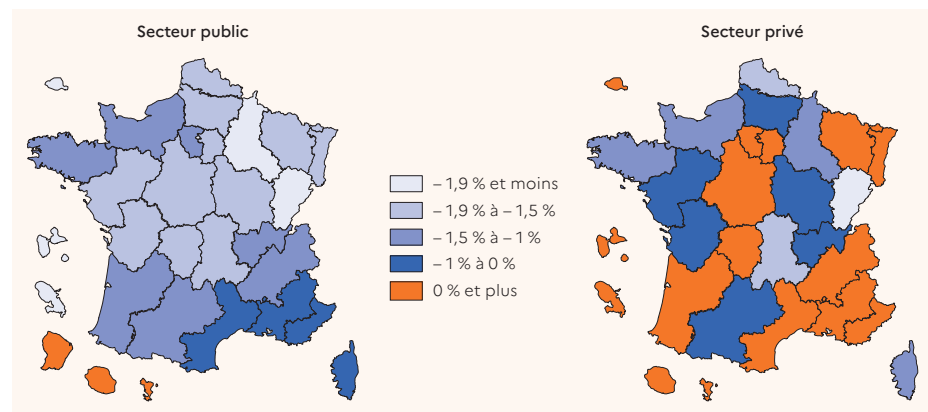 Secteur public
Secteur privé
– 1,9 % et moins
– 1,9 % à – 1,5 %
– 1,5 % à – 1 %
– 1 % à 0 %
0 % et plus